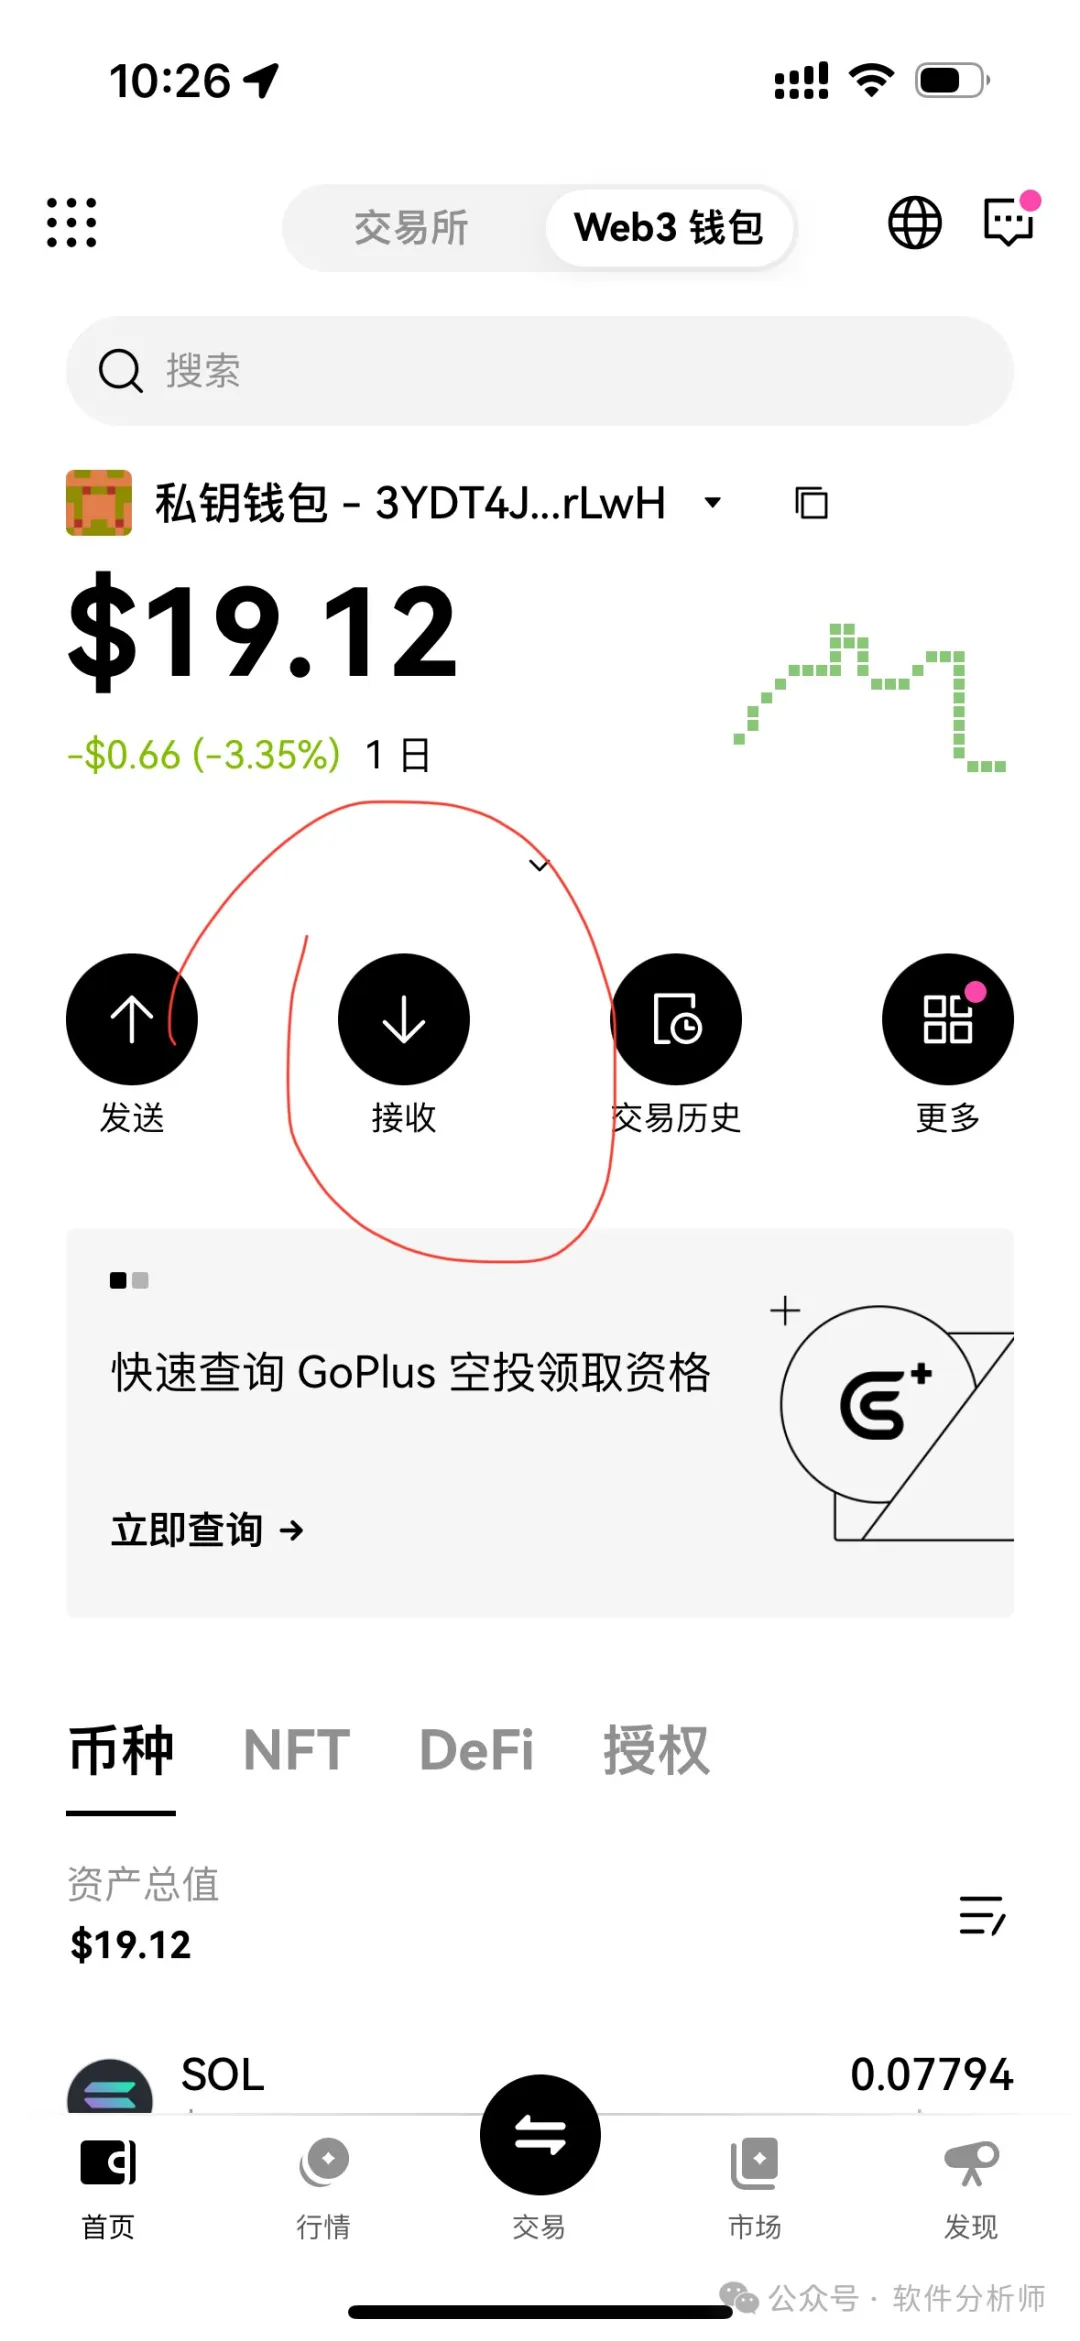 10:26
交易所
Web3 钱包
搜索
私钥钱包 - 3YDT4J...rLwH
$19.12
-$0.66 (-3.35%) 1 日
发送
接收
交易历史
更多
快速查询 GoPlus 空投领取资格
立即查询 →
币种
NFT
DeFi
授权
资产总值
$19.12
SOL
0.07794
首页
行情
交易
市场
发现
公众号 · 软件分析师